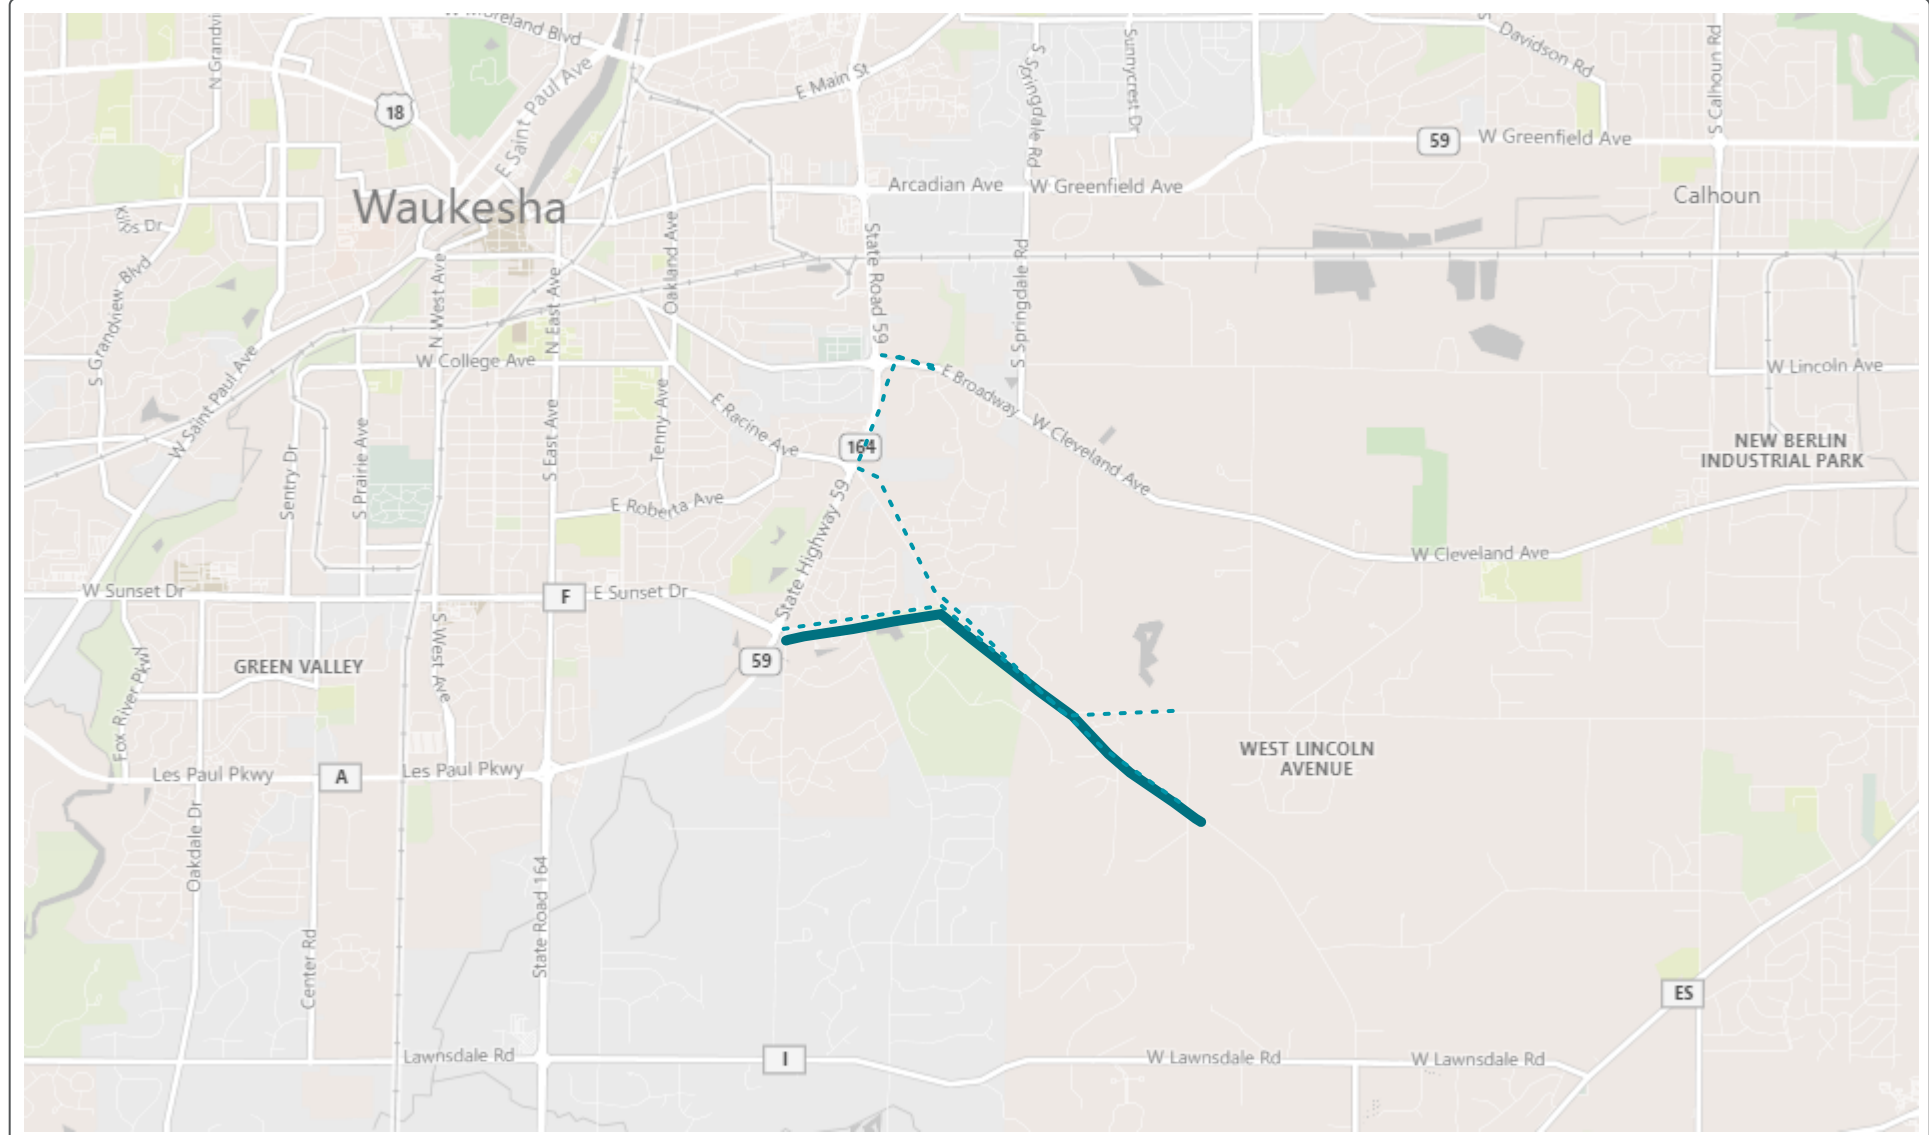 W Moreland Blvd
N Grandvi
18
E Saint Paul Ave
E Main St
S Springdale Rd
Sunnycrest Dr
S Davidson Rd
S Calhoun Rd
59
W Greenfield Ave
Waukesha
Arcadian Ave
W Greenfield Ave
Calhoun
Dr
S Grandview Blvd
N West Ave
N East Ave
Oakland Ave
State Road 59
S Springdale Rd
W College Ave
W Saint Paul Ave
E Broadway
W Lincoln Ave
E Racine Ave
Tenny Ave
S East Ave
164
W Cleveland Ave
NEW BERLIN
INDUSTRIAL PARK
Sentry Dr
S Prairie Ave
E Roberta Ave
State Highway 59
W Cleveland Ave
W Sunset Dr
F
E Sunset Dr
S West Ave
GREEN VALLEY
59
Fox River Pkwy
WEST LINCOLN
AVENUE
Les Paul Pkwy
A
Les Paul Pkwy
Oakdale Dr
Center Rd
State Road 164
ES
Lawnsdale Rd
I
W Lawnsdale Rd
W Lawnsdale Rd